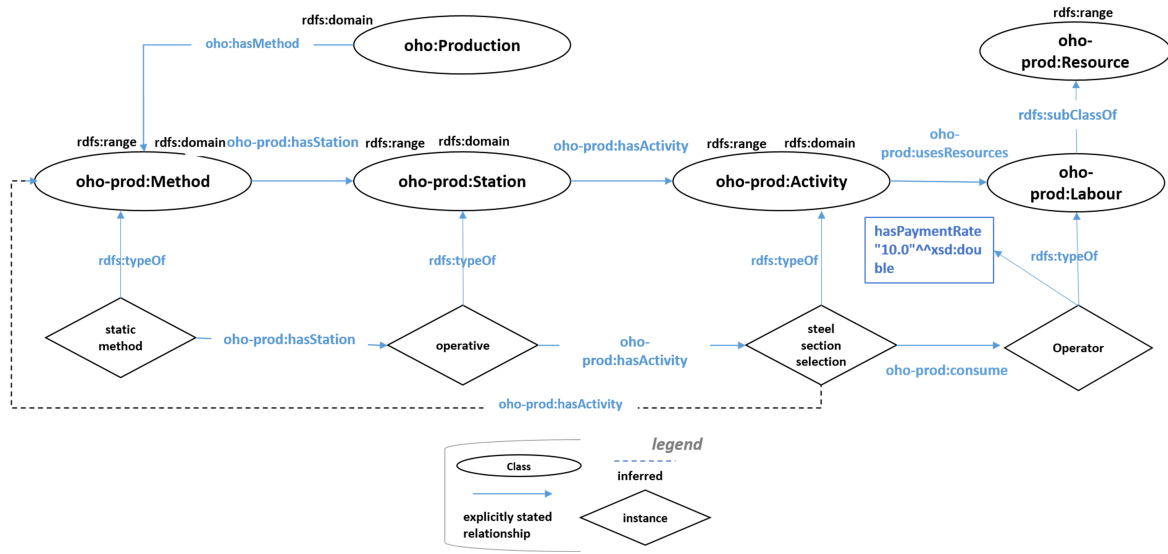 rdfs:domain
oho:hasMethod
oho:Production
rdfs:range
oho-
prod:Resource
rdfs:subClassOf
rdfs:range
rdfs:domain
oho-prod:hasStation
rdfs:range
rdfs:domain
oho-prod:hasActivity
rdfs:range
rdfs:domain
oho-
prod:usesResources
oho-prod:Method
oho-prod:Station
oho-prod:Activity
oho-
prod:Labour
rdfs:typeOf
rdfs:typeOf
rdfs:typeOf
hasPaymentRate
"10.0"^^xsd:dou
ble
rdfs:typeOf
static
method
oho-prod:hasStation
operative
oho-
prod:hasActivity
steel
section
selection
oho-prod:consume
Operator
oho-prod:hasActivity
legend
Class
inferred
explicitly stated
relationship
instance